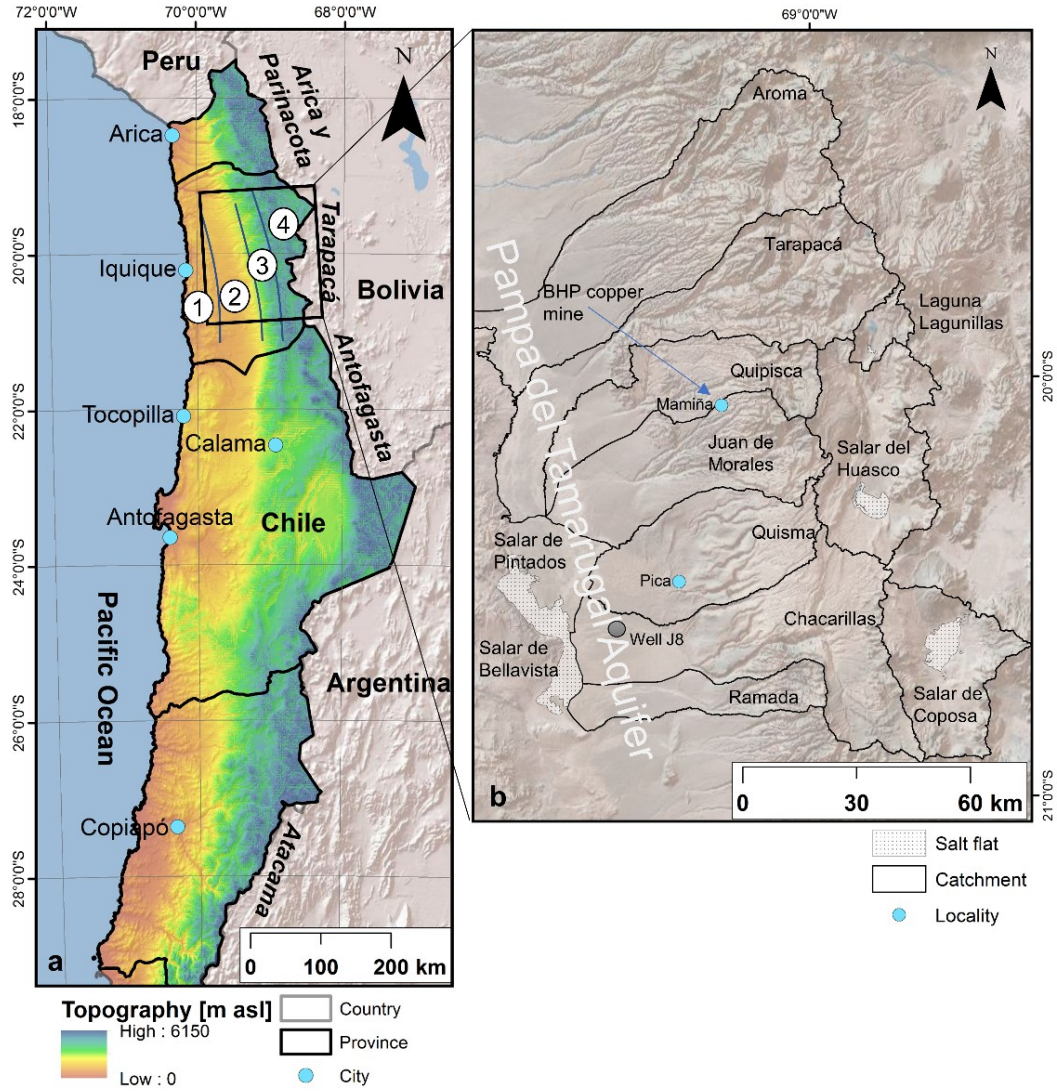 72°0'0"W
70°0'0"W
68°0'0"W
69°0'0"W
18°0'0"S
20°0'0"S
22°0'0"S
24°0'0"S
26°0'0"S
28°0'0"S
N
Peru
Arica y
Parinacota
Arica
Tarapacá
Iquique
1
2
3
4
Bolivia
Antofagasta
Tocopilla
Calama
Antofagasta
Chile
Pacific Ocean
Argentina
Copiapó
Atacama
a
0 100 200 km
Topography [m asl]
High : 6150
Low : 0
Country
Province
City
N
Aroma
Tarapacá
BHP copper
mine
Laguna
Lagunillas
Pampa del Tamarugal Aquifer
Quipisca
Mamiña
Juan de
Morales
Salar del
Huasco
Quisma
Salar de
Pintados
Pica
Chacarillas
Well J8
Salar de
Bellavista
Ramada
Salar de
Coposa
b
0 30 60 km
20°0'0"S
21°0'0"S
Salt flat
Catchment
Locality